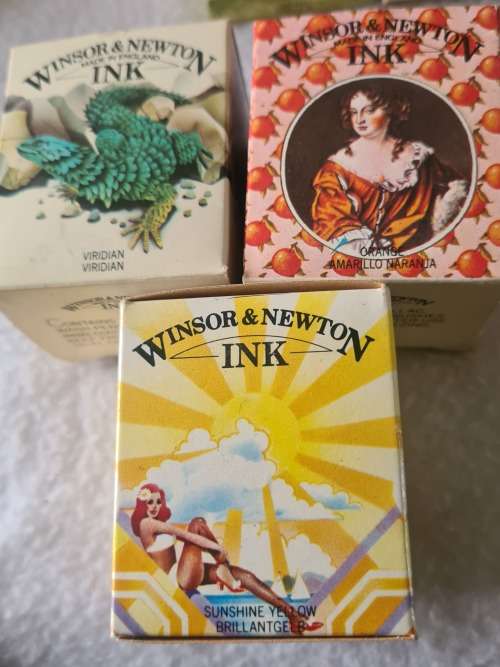 WINSOR & NEWTON
MADE IN ENGLAND
INK
VIRIDIAN
VIRIDIAN
WINSOR & NEWTON
MADE IN ENGLAND
INK
ORANGE
AMARILLO NARANJA
WINSOR & NEWTON
INK
SUNSHINE YELLOW
BRILLANTGELB